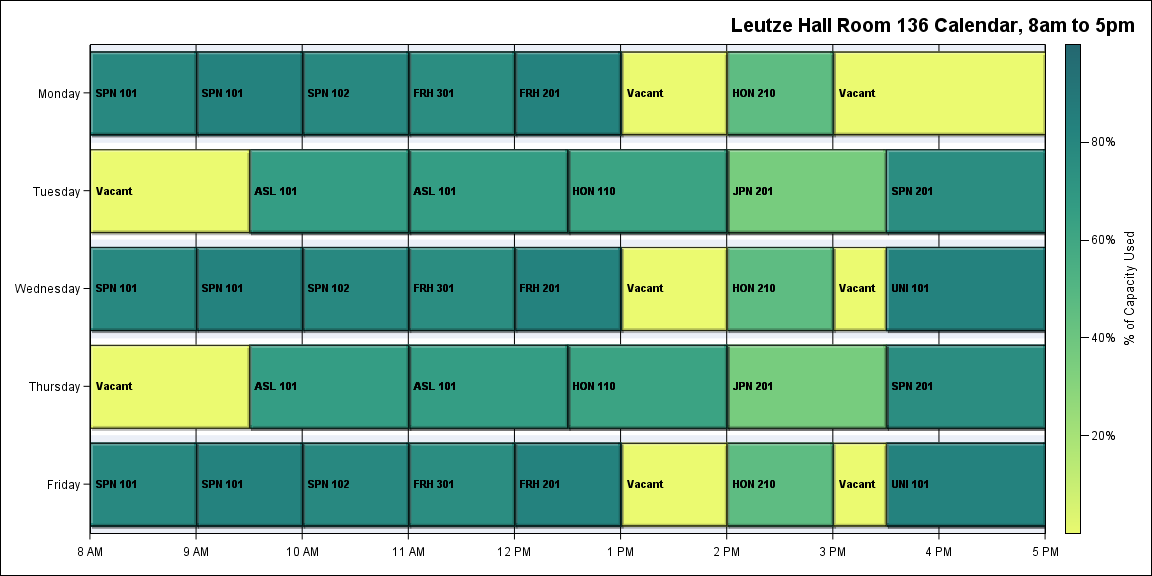 Leutze Hall Room 136 Calendar, 8am to 5pm
Monday
SPN 101
SPN 101
SPN 102
FRH 301
FRH 201
Vacant
HON 210
Vacant
Tuesday
Vacant
ASL 101
ASL 101
HON 110
JPN 201
SPN 201
Wednesday
SPN 101
SPN 101
SPN 102
FRH 301
FRH 201
Vacant
HON 210
Vacant
UNI 101
Thursday
Vacant
ASL 101
ASL 101
HON 110
JPN 201
SPN 201
Friday
SPN 101
SPN 101
SPN 102
FRH 301
FRH 201
Vacant
HON 210
Vacant
UNI 101
8 AM
9 AM
10 AM
11 AM
12 PM
1 PM
2 PM
3 PM
4 PM
5 PM
80%
60%
40%
20%
% of Capacity Used